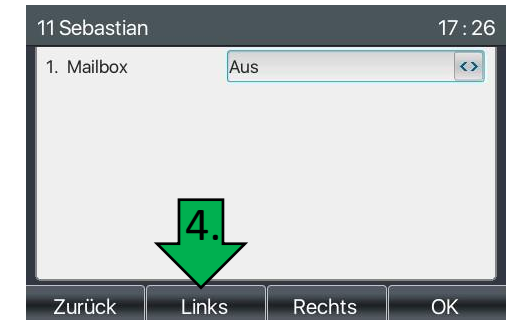 11 Sebastian 17:26
1. Mailbox Aus <>
4.
Zurück Links Rechts OK